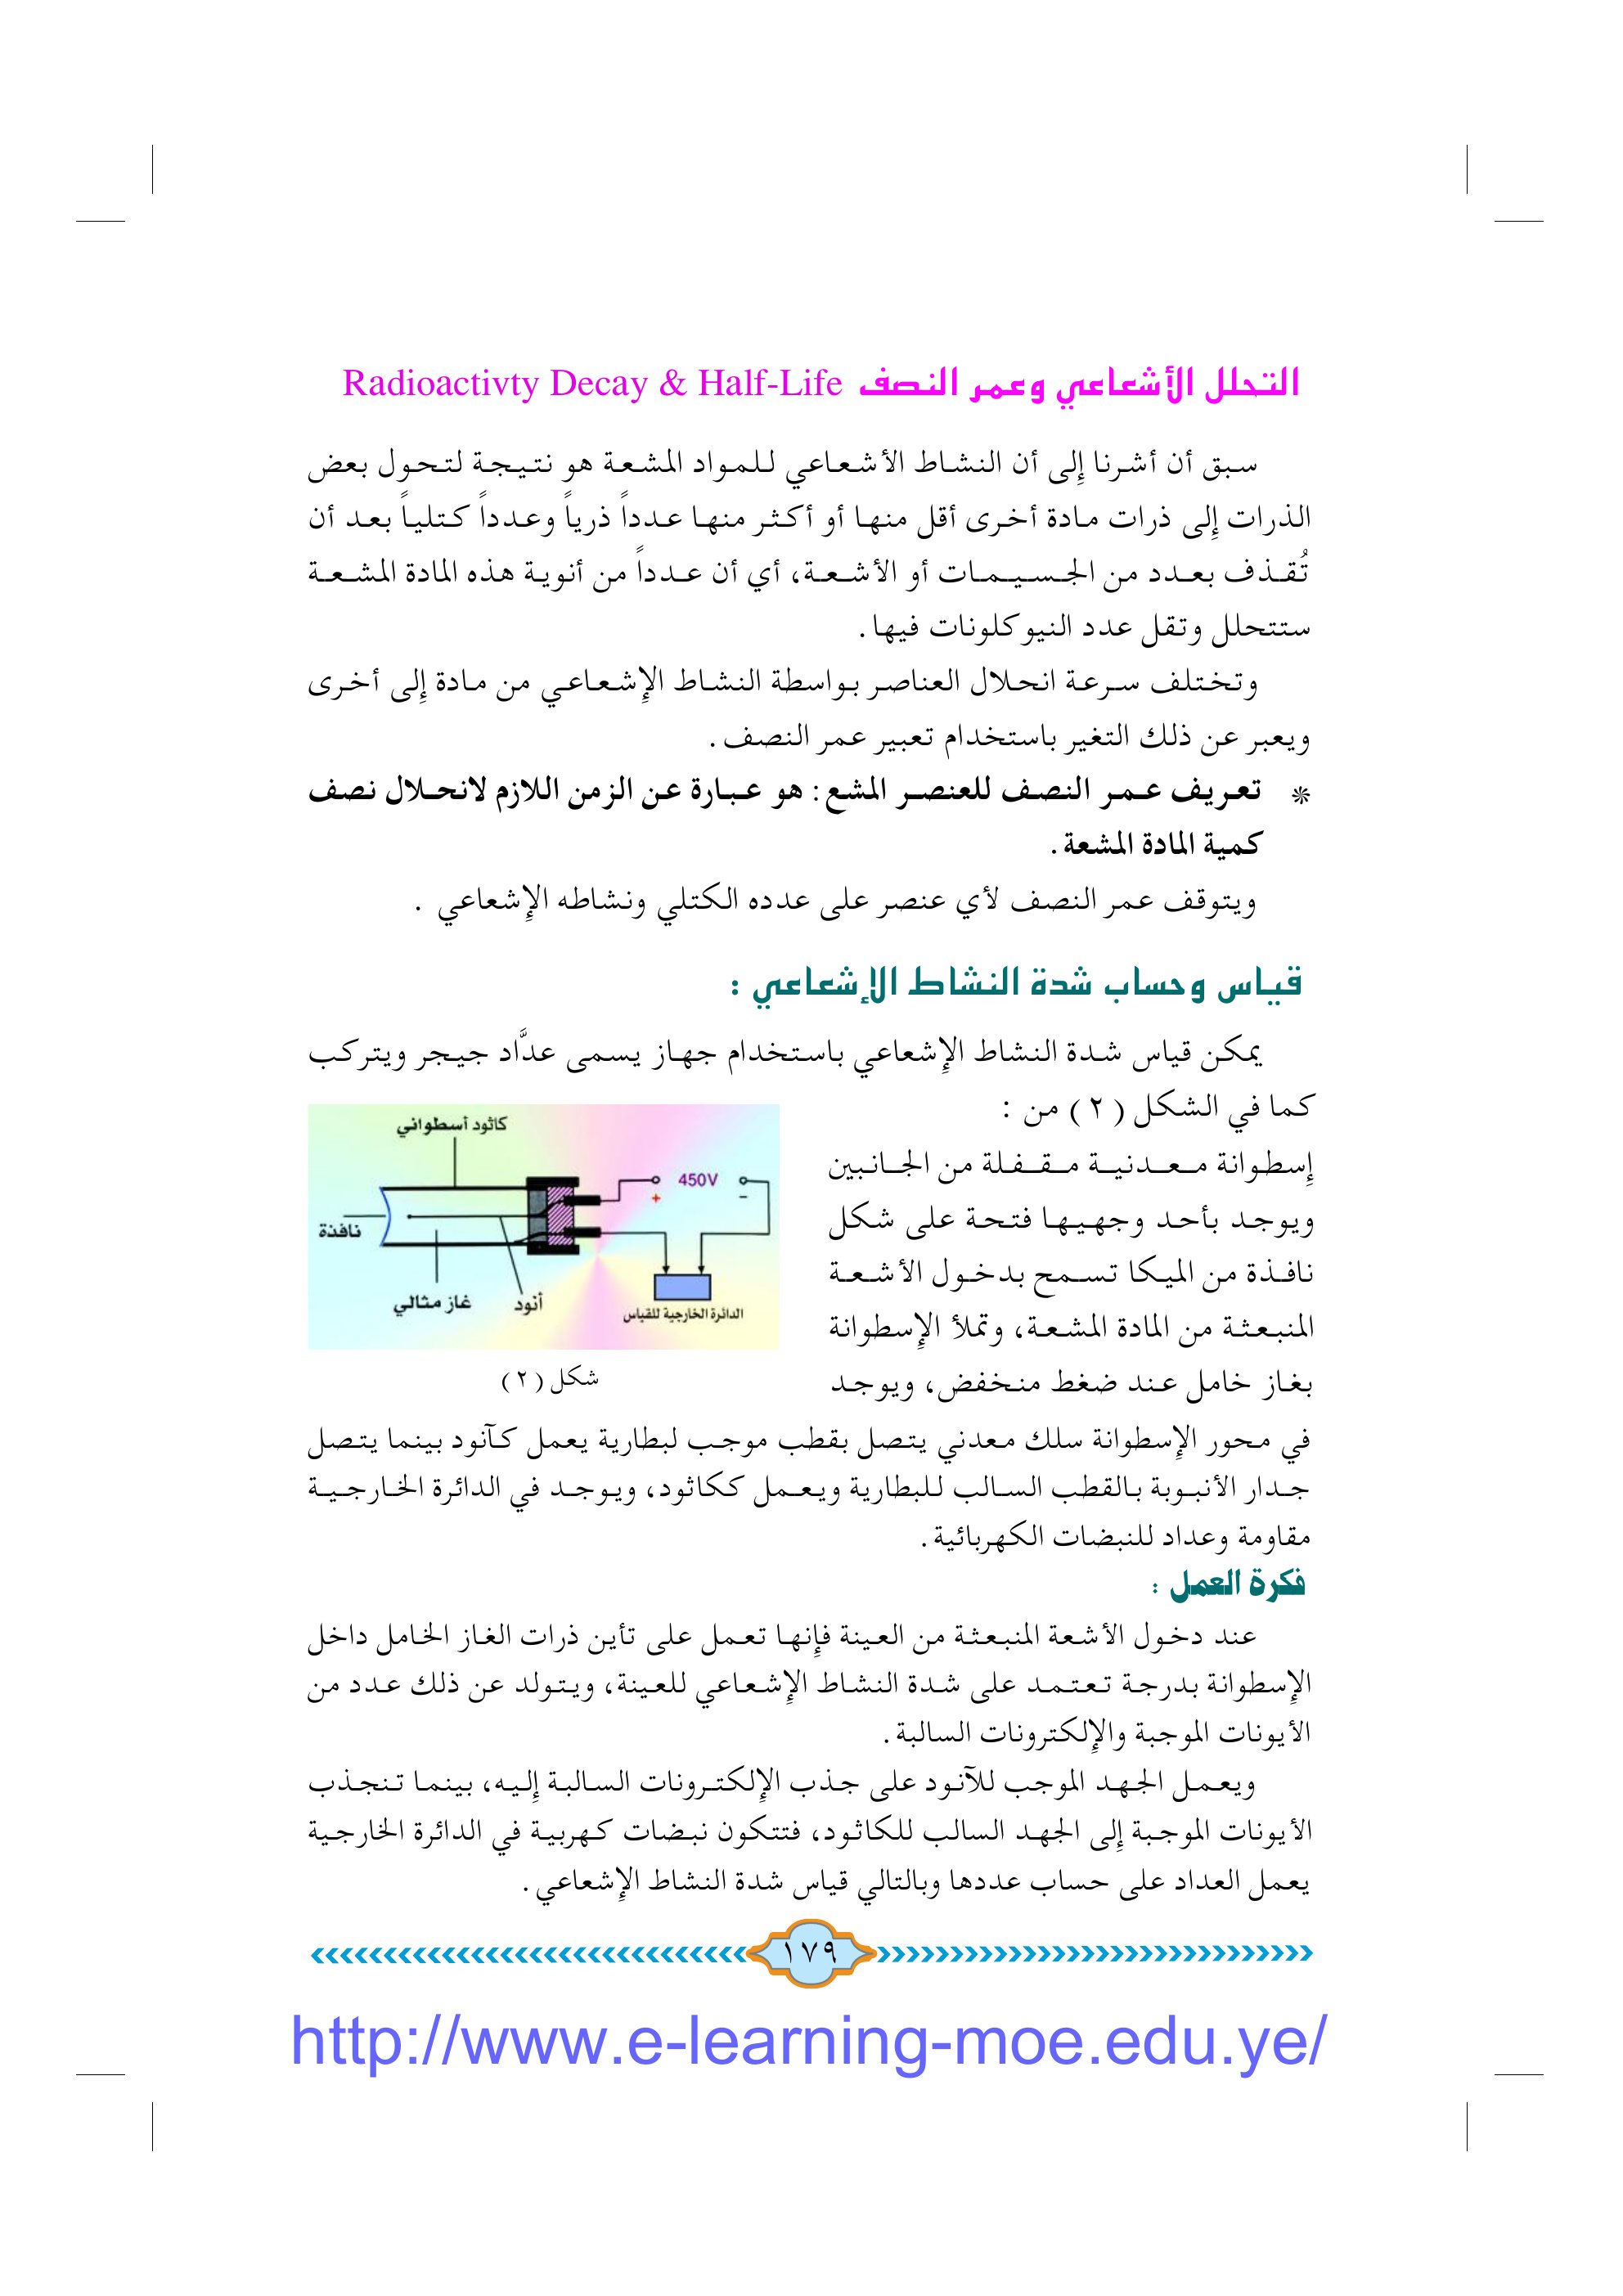 التحلل الأشعاعي وعمر النصف Radioactivty Decay & Half-Life
سبق أن أشرنا إلى أن النشاط الأشعاعي للمواد المشعة هو نتيجة لتحول بعض
الذرات إلى ذرات مادة أخرى أقل منها أو أكثر منها عدداً ذرياً وعدداً كتلياً بعد أن
تُقذف بعدد من الجسيمات أو الأشعة، أي أن عدداً من أنوية هذه المادة المشعة
ستتحلل وتقل عدد النيوكلونات فيها.
وتختلف سرعة انحلال العناصر بواسطة النشاط الإشعاعي من مادة إلى أخرى
ويعبر عن ذلك التغير باستخدام تعبير عمر النصف.
* تعريف عمر النصف للعنصر المشع: هو عبارة عن الزمن اللازم لانحلال نصف
كمية المادة المشعة.
ويتوقف عمر النصف لأي عنصر على عدده الكتلي ونشاطه الإشعاعي .
قياس وحساب شدة النشاط الإشعاعي :
يمكن قياس شدة النشاط الإشعاعي باستخدام جهاز يسمى عدَّاد جيجر ويتركب
كما في الشكل (٢) من :
إسطوانة معدنية مقفلة من الجانبين
ويوجد بأحد وجهيها فتحة على شكل
نافذة من الميكا تسمح بدخول الأشعة
المنبعثة من المادة المشعة، وتملأ الإسطوانة
بغاز خامل عند ضغط منخفض، ويوجد
كاثود أسطواني
450V
+
−
نافذة
غاز مثالي
أنود
الدائرة الخارجية للقياس
شكل (٢)
في محور الإسطوانة سلك معدني يتصل بقطب موجب لبطارية يعمل كآنود بينما يتصل
جدار الأنبوبة بالقطب السالب للبطارية ويعمل ككاثود، ويوجد في الدائرة الخارجية
مقاومة وعداد للنبضات الكهربائية.
فكرة العمل :
عند دخول الأشعة المنبعثة من العينة فإنها تعمل على تأين ذرات الغاز الخامل داخل
الإسطوانة بدرجة تعتمد على شدة النشاط الإشعاعي للعينة، ويتولد عن ذلك عدد من
الأيونات الموجبة والإلكترونات السالبة.
ويعمل الجهد الموجب للآنود على جذب الإلكترونات السالبة إليه، بينما تنجذب
الأيونات الموجبة إلى الجهد السالب للكاثود، فتتكون نبضات كهربية في الدائرة الخارجية
يعمل العداد على حساب عددها وبالتالي قياس شدة النشاط الإشعاعي.
١٧٩
http://www.e-learning-moe.edu.ye/